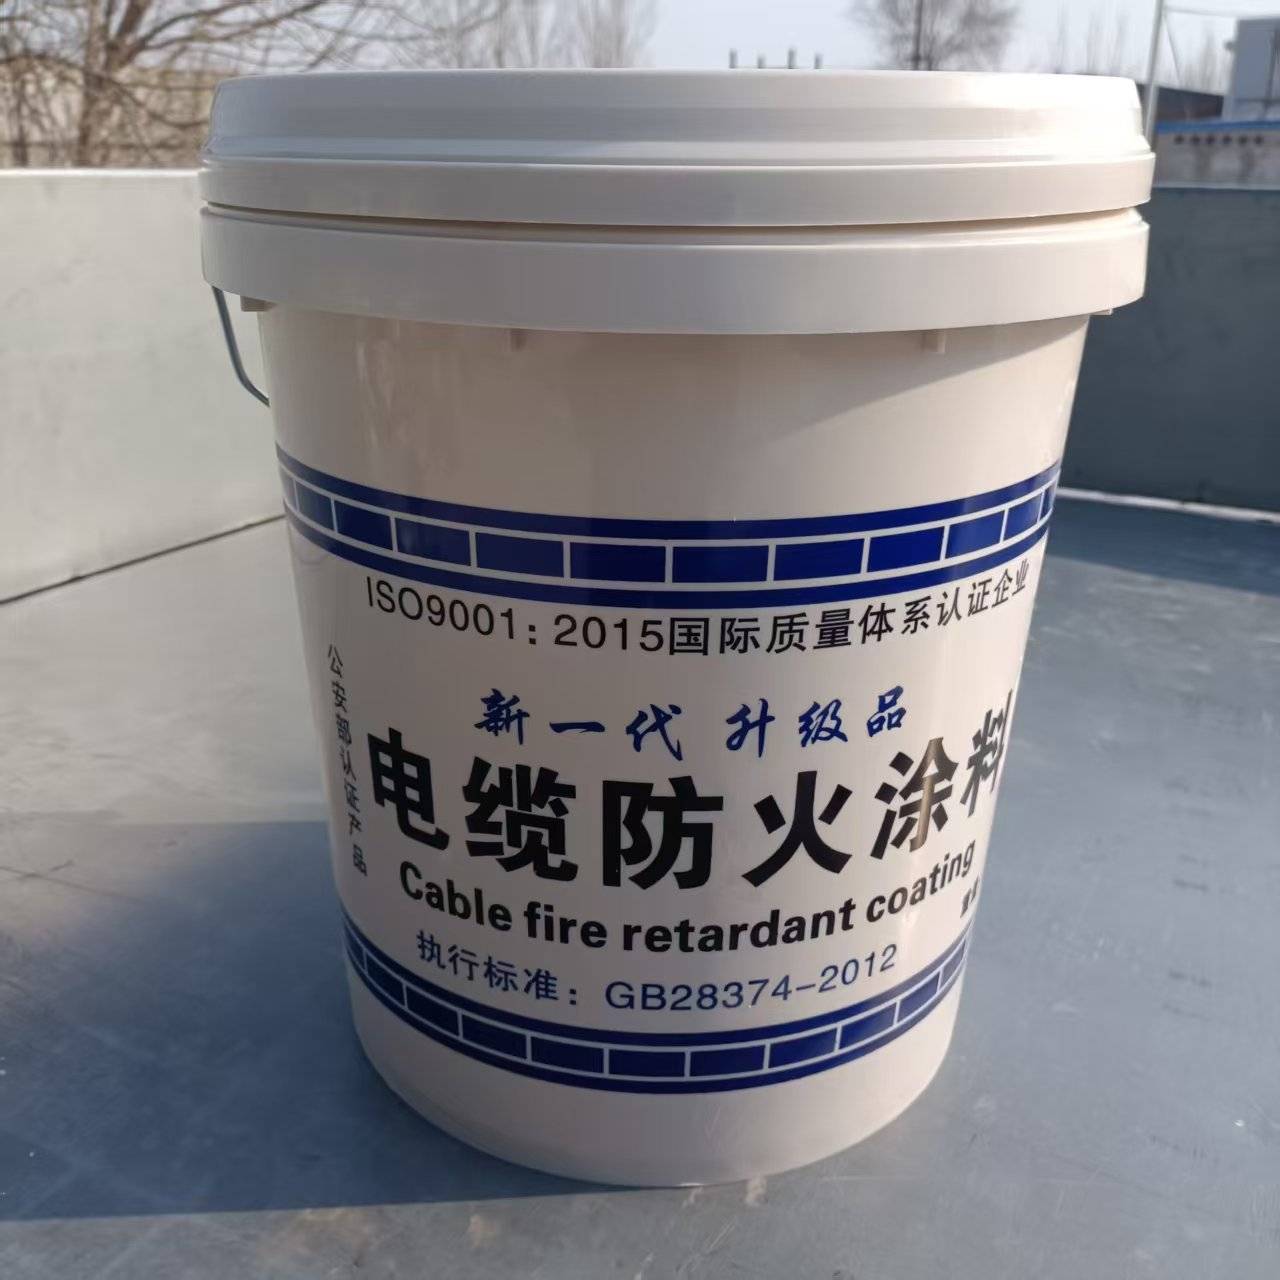 ISO9001：2015国际质量体系认证企业
公安部认证产品
新一代 升级品
电缆防火涂料
Cable fire retardant coating
执行标准：GB28374-2012